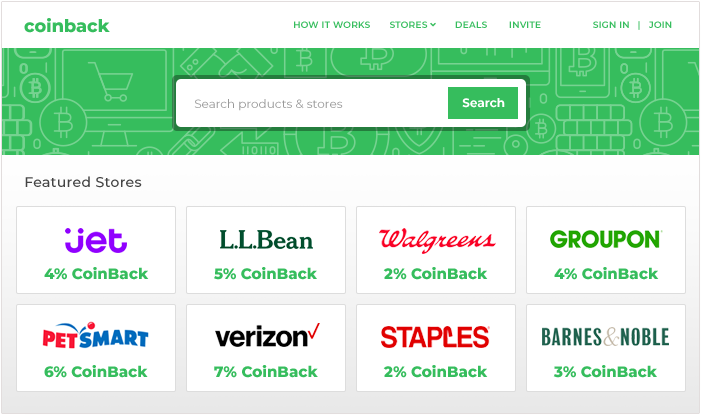 coinback HOW IT WORKS STORES DEALS INVITE SIGN IN | JOIN
Search products & stores Search
Featured Stores
Jet L.L.Bean Walgreens GROUPON
4% CoinBack 5% CoinBack 2% CoinBack 4% CoinBack
PETSMART verizon STAPLES BARNES&NOBLE
6% CoinBack 7% CoinBack 2% CoinBack 3% CoinBack